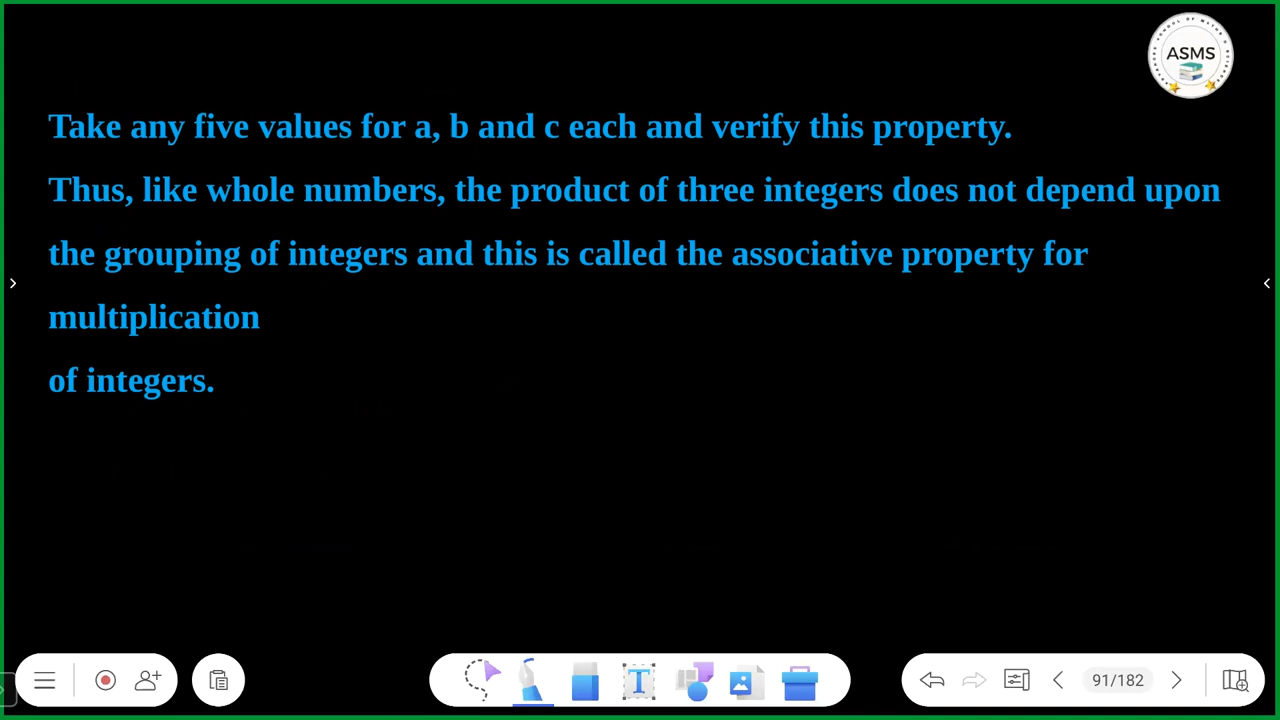 ASMS
Take any five values for a, b and c each and verify this property.
Thus, like whole numbers, the product of three integers does not depend upon
the grouping of integers and this is called the associative property for
multiplication
of integers.
91/182